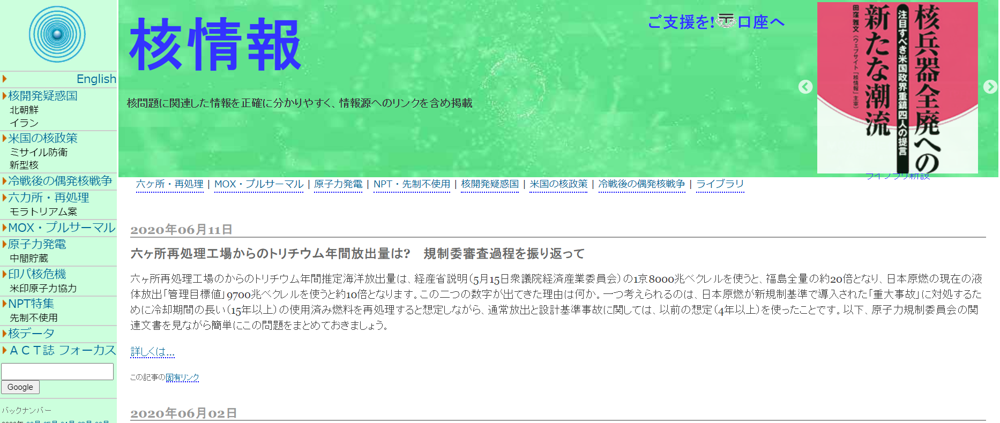 English
核開発疑惑国
北朝鮮
イラン
米国の核政策
ミサイル防衛
新型核
冷戦後の偶発核戦争
六カ所・再処理
モラトリアム案
MOX・プルサーマル
原子力発電
中間貯蔵
印パ核危機
米印原子力協力
NPT特集
先制不使用
核データ
ＡＣＴ誌 フォーカス
Google
バックナンバー
核情報
ご支援を!〒口座へ
核問題に関連した情報を正確に分かりやすく、情報源へのリンクを含め掲載
核兵器全廃への
新たな潮流
注目すべき米国政界重鎮四人の提言
田窪 雅文（ウェブサイト「核情報」主宰）
ライブラリ新設
六ヶ所・再処理 | MOX・プルサーマル | 原子力発電 | NPT・先制不使用 | 核開発疑惑国 | 米国の核政策 | 冷戦後の偶発核戦争 | ライブラリ
2020年06月11日
六ヶ所再処理工場からのトリチウム年間放出量は?　規制委審査過程を振り返って
六ヶ所再処理工場のからのトリチウム年間推定海洋放出量は、経産省説明（5月15日衆議院経済産業委員会）の1京8000兆ベクレルを使うと、福島全量の約20倍となり、日本原燃の現在の液
体放出「管理目標値」9700兆ベクレルを使うと約10倍となります。この二つの数字が出てきた理由は何か。一つ考えられるのは、日本原燃が新規制基準で導入された「重大事故」に対処するた
めに冷却期間の長い（15年以上）の使用済み燃料を再処理すると想定しながら、通常放出と設計基準事故に関しては、以前の想定（4年以上）を使ったことです。以下、原子力規制委員会の関
連文書を見ながら簡単にこの問題をまとめておきましょう。
詳しくは...
この記事の固有リンク
2020年06月02日